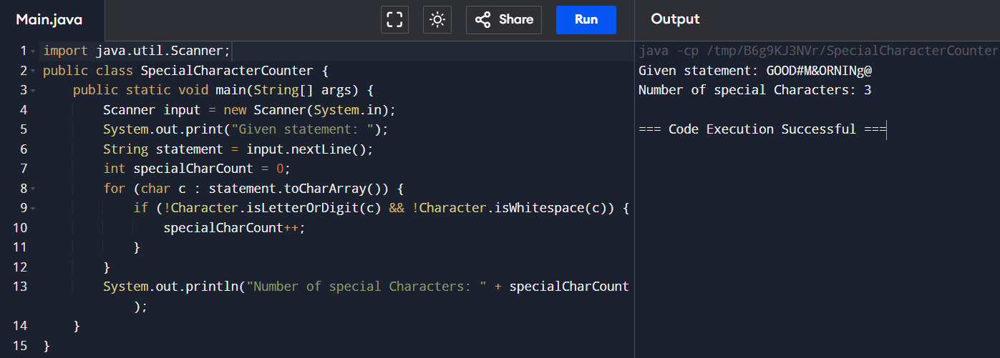 Main.java
Share
Run
Output
1 import java.util.Scanner;
2 public class SpecialCharacterCounter {
3     public static void main(String[] args) {
4         Scanner input = new Scanner(System.in);
5         System.out.print("Given statement: ");
6         String statement = input.nextLine();
7         int specialCharCount = 0;
8         for (char c : statement.toCharArray()) {
9             if (!Character.isLetterOrDigit(c) && !Character.isWhitespace(c)) {
10                 specialCharCount++;
11             }
12         }
13         System.out.println("Number of special Characters: " + specialCharCount
            );
14     }
15 }
java -cp /tmp/B6g9KJ3NVr/SpecialCharacterCounter
Given statement: GOOD#M&ORNINg@
Number of special Characters: 3
=== Code Execution Successful ===